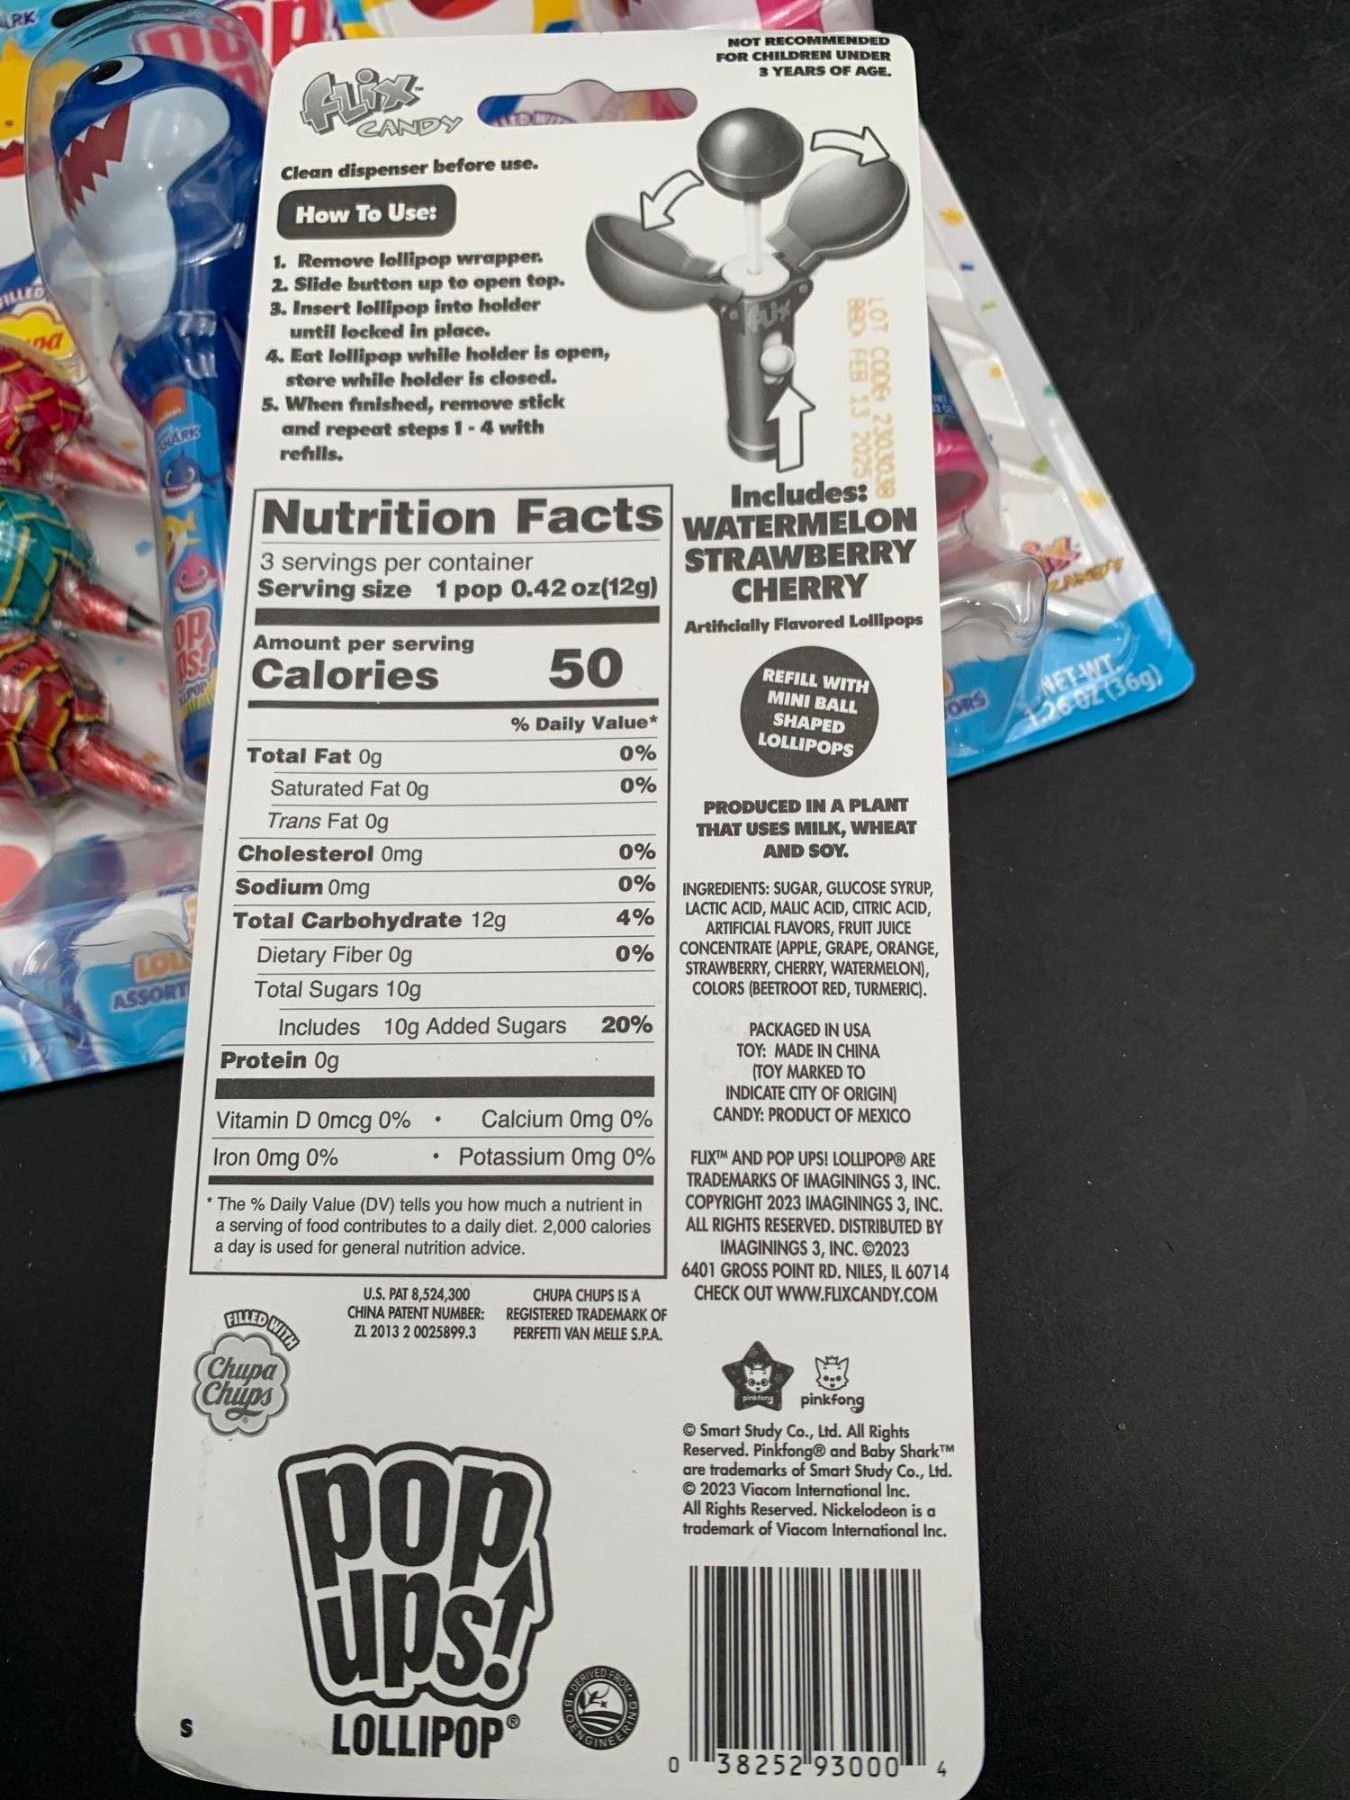 NOT RECOMMENDED
FOR CHILDREN UNDER
3 YEARS OF AGE.
FLiX™
CANDY
Clean dispenser before use.
How To Use:
1. Remove lollipop wrapper.
2. Slide button up to open top.
3. Insert lollipop into holder
until locked in place.
4. Eat lollipop while holder is open,
store while holder is closed.
5. When finished, remove stick
and repeat steps 1 - 4 with
refills.
FLiX
LOT CODE 23030.38
BBD: FEB 13 2025
Nutrition Facts
3 servings per container
Serving size 1 pop 0.42 oz(12g)
Amount per serving
Calories 50
% Daily Value*
Total Fat 0g 0%
Saturated Fat 0g 0%
Trans Fat 0g
Cholesterol 0mg 0%
Sodium 0mg 0%
Total Carbohydrate 12g 4%
Dietary Fiber 0g 0%
Total Sugars 10g
Includes 10g Added Sugars 20%
Protein 0g
Vitamin D 0mcg 0% • Calcium 0mg 0%
Iron 0mg 0% • Potassium 0mg 0%
* The % Daily Value (DV) tells you how much a nutrient in
a serving of food contributes to a daily diet. 2,000 calories
a day is used for general nutrition advice.
Includes:
WATERMELON
STRAWBERRY
CHERRY
Artificially Flavored Lollipops
REFILL WITH
MINI BALL
SHAPED
LOLLIPOPS
PRODUCED IN A PLANT
THAT USES MILK, WHEAT
AND SOY.
INGREDIENTS: SUGAR, GLUCOSE SYRUP,
LACTIC ACID, MALIC ACID, CITRIC ACID,
ARTIFICIAL FLAVORS, FRUIT JUICE
CONCENTRATE (APPLE, GRAPE, ORANGE,
STRAWBERRY, CHERRY, WATERMELON),
COLORS (BEETROOT RED, TURMERIC).
PACKAGED IN USA
TOY: MADE IN CHINA
(TOY MARKED TO
INDICATE CITY OF ORIGIN)
CANDY: PRODUCT OF MEXICO
FLIX™ AND POP UPS! LOLLIPOP® ARE
TRADEMARKS OF IMAGININGS 3, INC.
COPYRIGHT 2023 IMAGININGS 3, INC.
ALL RIGHTS RESERVED. DISTRIBUTED BY
IMAGININGS 3, INC. ©2023
6401 GROSS POINT RD. NILES, IL 60714
CHECK OUT WWW.FLIXCANDY.COM
U.S. PAT 8,524,300
CHINA PATENT NUMBER:
ZL 2013 2 0025899.3
CHUPA CHUPS IS A
REGISTERED TRADEMARK OF
PERFETTI VAN MELLE S.P.A.
FILLED WITH
Chupa
Chups
pinkfong
pinkfong
© Smart Study Co., Ltd. All Rights
Reserved. Pinkfong® and Baby Shark™
are trademarks of Smart Study Co., Ltd.
© 2023 Viacom International Inc.
All Rights Reserved. Nickelodeon is a
trademark of Viacom International Inc.
pop
ups!
LOLLIPOP®
S
DERIVED FROM
BIOENGINEERING
0 38252 93000 4
NET WT.
1.26 OZ (36g)
CANDY